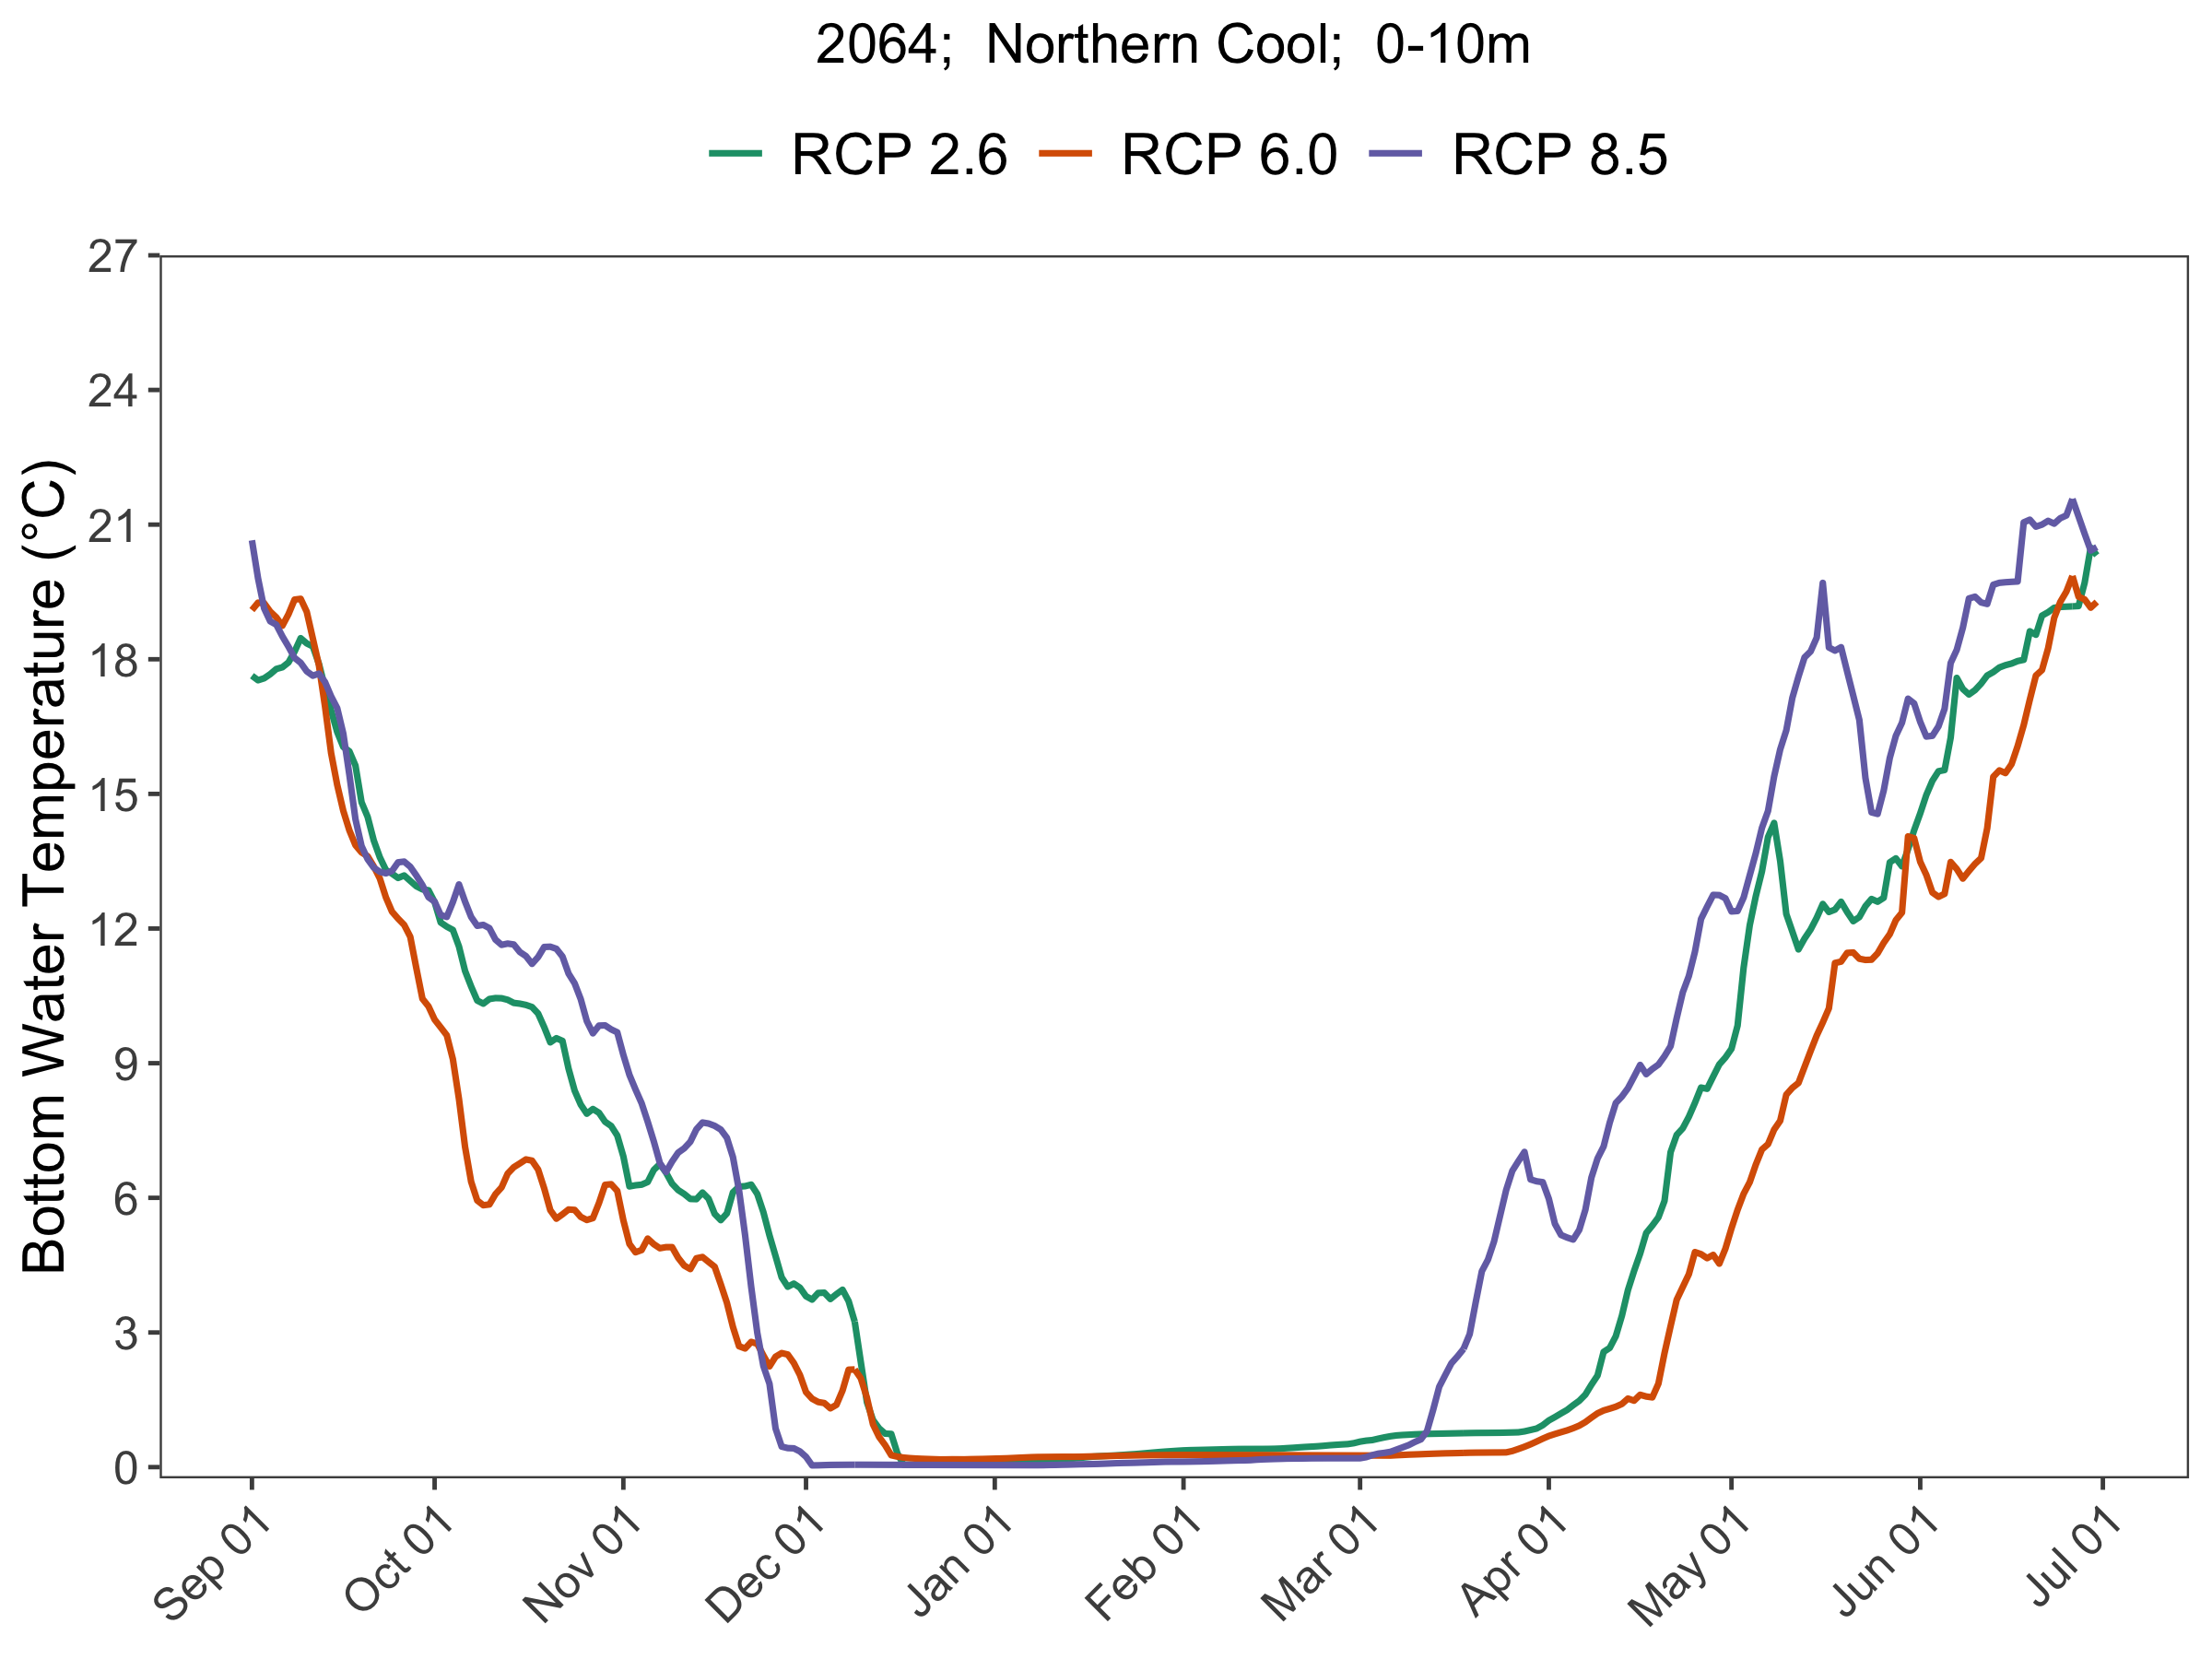 2064;  Northern Cool;  0-10m
RCP 2.6 RCP 6.0 RCP 8.5
Bottom Water Temperature (°C)
27
24
21
18
15
12
9
6
3
0
Sep 01 Oct 01 Nov 01 Dec 01 Jan 01 Feb 01 Mar 01 Apr 01 May 01 Jun 01 Jul 01